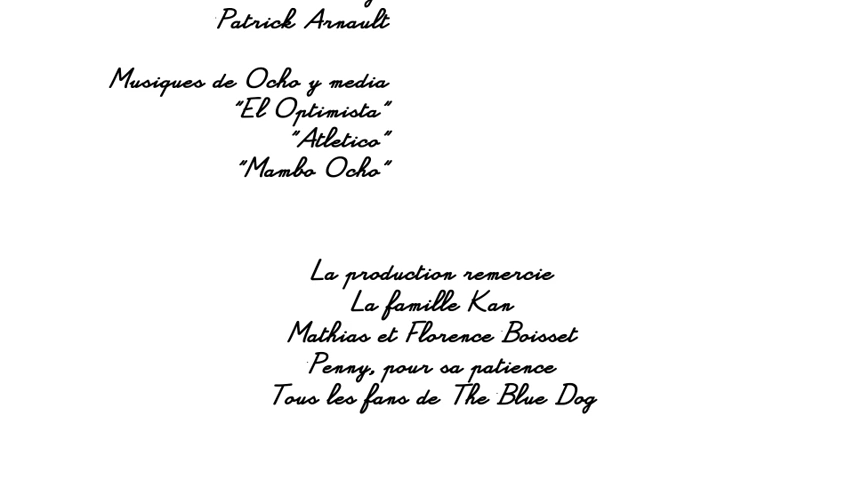 Patrick Arnault
Musiques de Ocho y media
"El Optimista"
"Atletico"
"Mambo Ocho"
La production remercie
La famille Kan
Mathias et Florence Boisset
Penny, pour sa patience
Tous les fans de The Blue Dog